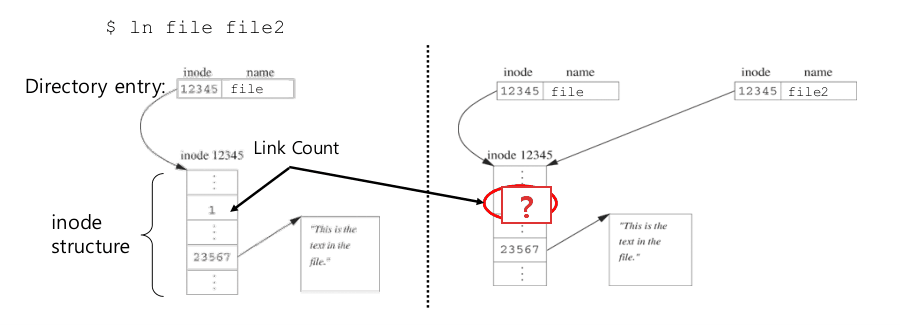 $ ln file file2
inode name
Directory entry: 12345 file
inode 12345
Link Count
inode
structure
⋮
1
⋮
23567
⋮
"This is the
text in the
file."
inode name
12345 file
inode name
12345 file2
inode 12345
⋮
?
⋮
23567
⋮
"This is the
text in the
file."